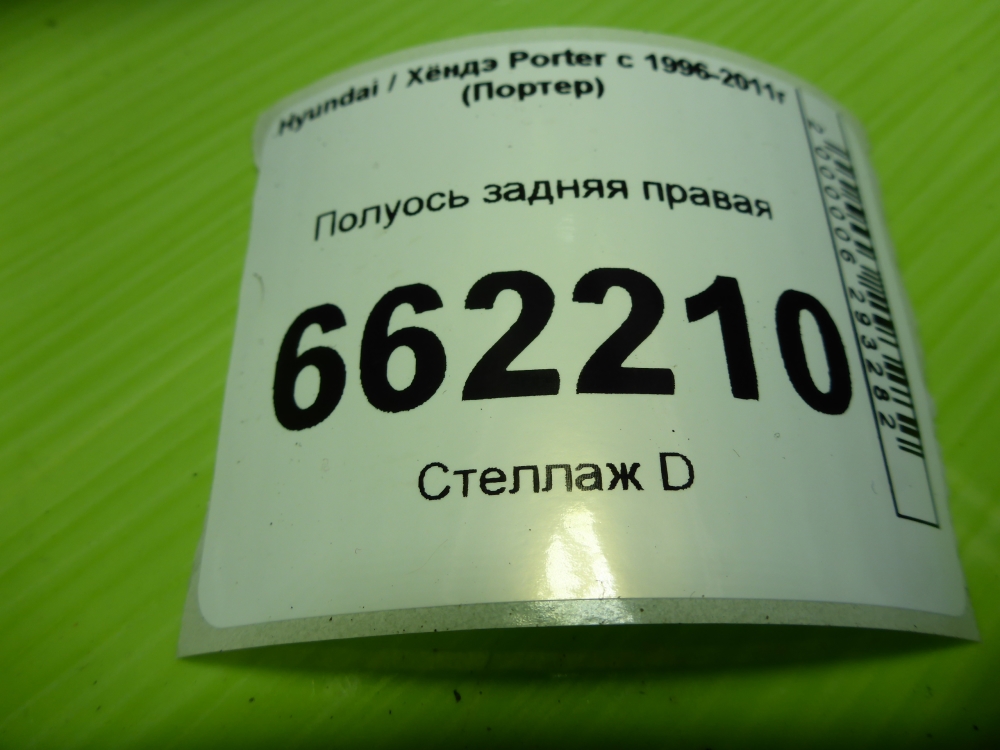 Hyundai / Хёндэ Porter с 1996-2011г
(Портер)
Полуось задняя правая
662210
Стеллаж D
2000006293282